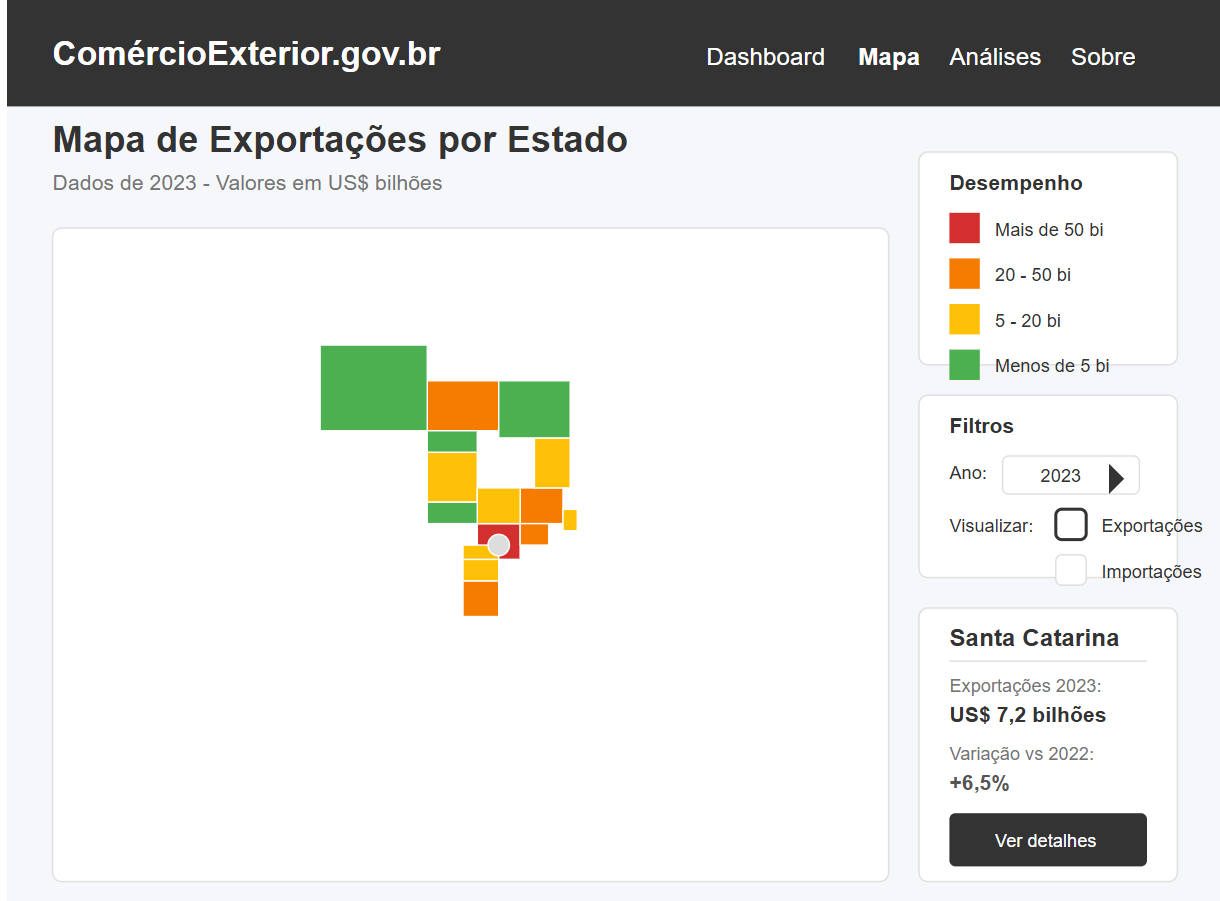 ComércioExterior.gov.br
Dashboard Mapa Análises Sobre
Mapa de Exportações por Estado
Dados de 2023 - Valores em US$ bilhões
Desempenho
Mais de 50 bi
20 - 50 bi
5 - 20 bi
Menos de 5 bi
Filtros
Ano: 2023
Visualizar: Exportações
Importações
Santa Catarina
Exportações 2023:
US$ 7,2 bilhões
Variação vs 2022:
+6,5%
Ver detalhes